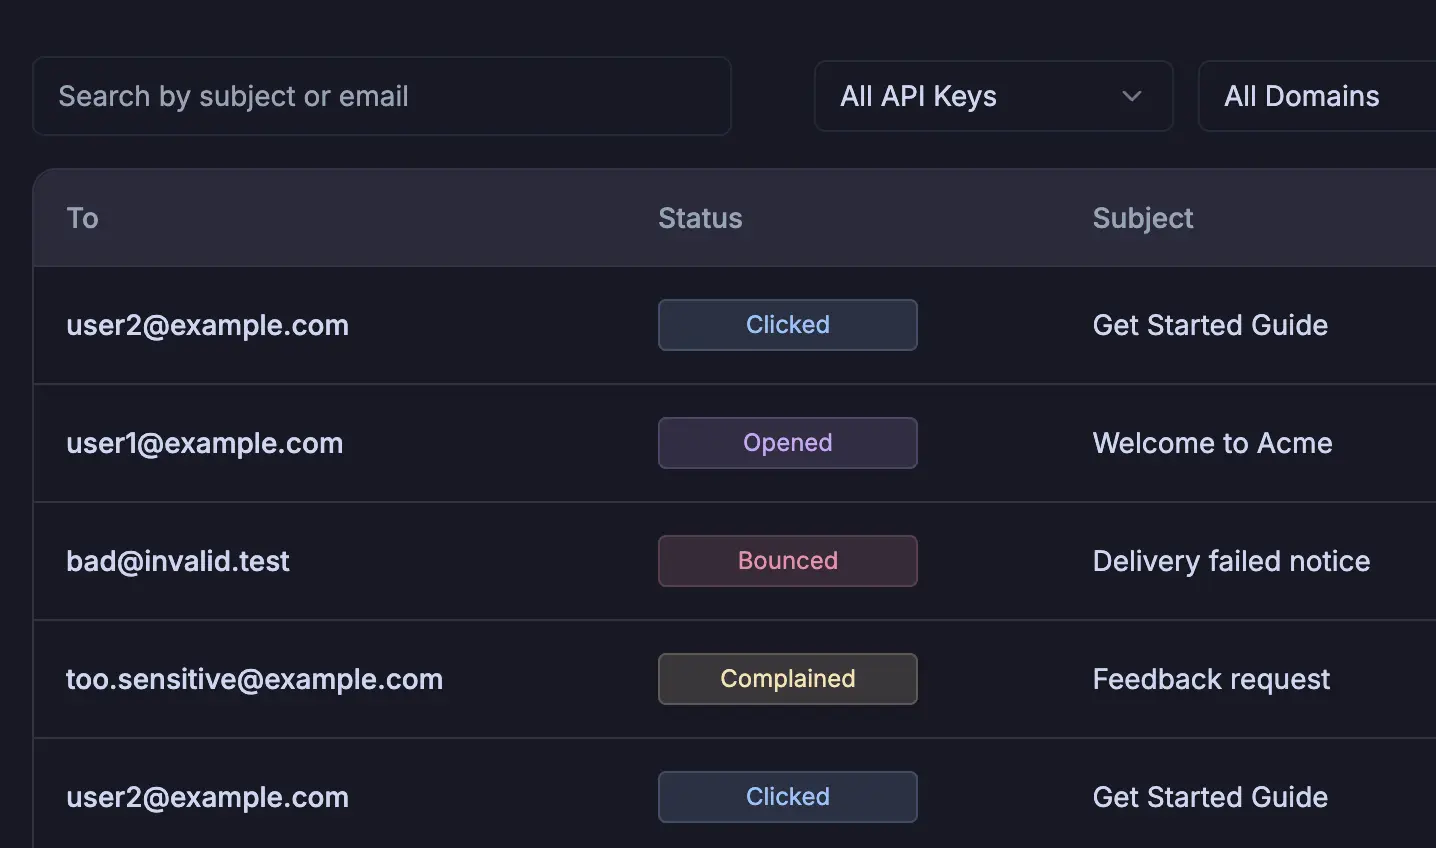 Search by subject or email All API Keys All Domains
To Status Subject
user2@example.com Clicked Get Started Guide
user1@example.com Opened Welcome to Acme
bad@invalid.test Bounced Delivery failed notice
too.sensitive@example.com Complained Feedback request
user2@example.com Clicked Get Started Guide